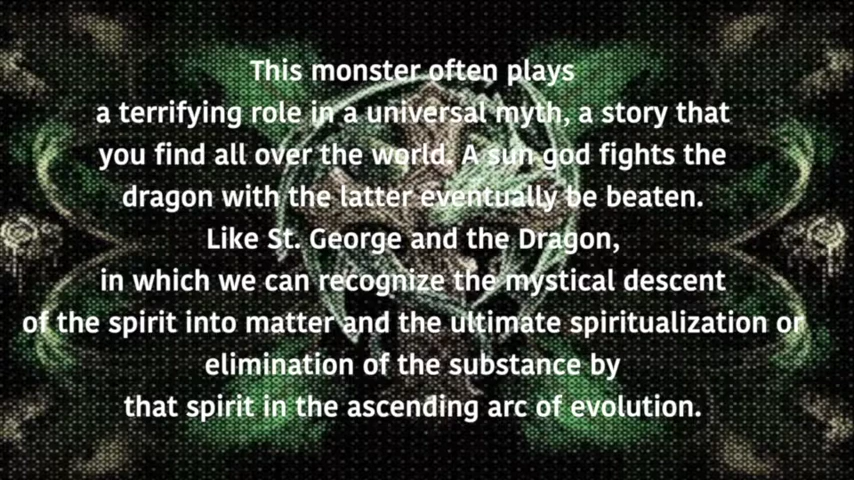 This monster often plays
a terrifying role in a universal myth, a story that
you find all over the world. A sun god fights the
dragon with the latter eventually be beaten.
Like St. George and the Dragon,
in which we can recognize the mystical descent
of the spirit into matter and the ultimate spiritualization or
elimination of the substance by
that spirit in the ascending arc of evolution.